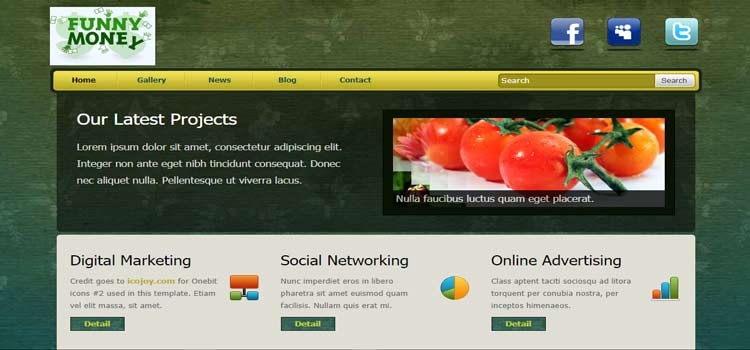 FUNNY
MONEY
Home Gallery News Blog Contact Search Search
Our Latest Projects
Lorem ipsum dolor sit amet, consectetur adipiscing elit.
Integer non ante eget nibh tincidunt consequat. Donec
nec aliquet nulla. Pellentesque ut viverra lacus.
Nulla faucibus luctus quam eget placerat.
Digital Marketing
Credit goes to icojoy.com for Onebit
icons #2 used in this template. Etiam
vel elit massa, sit amet.
Detail
Social Networking
Nunc imperdiet eros in libero
pharetra sit amet euismod quam
facilisis. Nullam quis erat mi.
Detail
Online Advertising
Class aptent taciti sociosqu ad litora
torquent per conubia nostra, per
inceptos himenaeos.
Detail